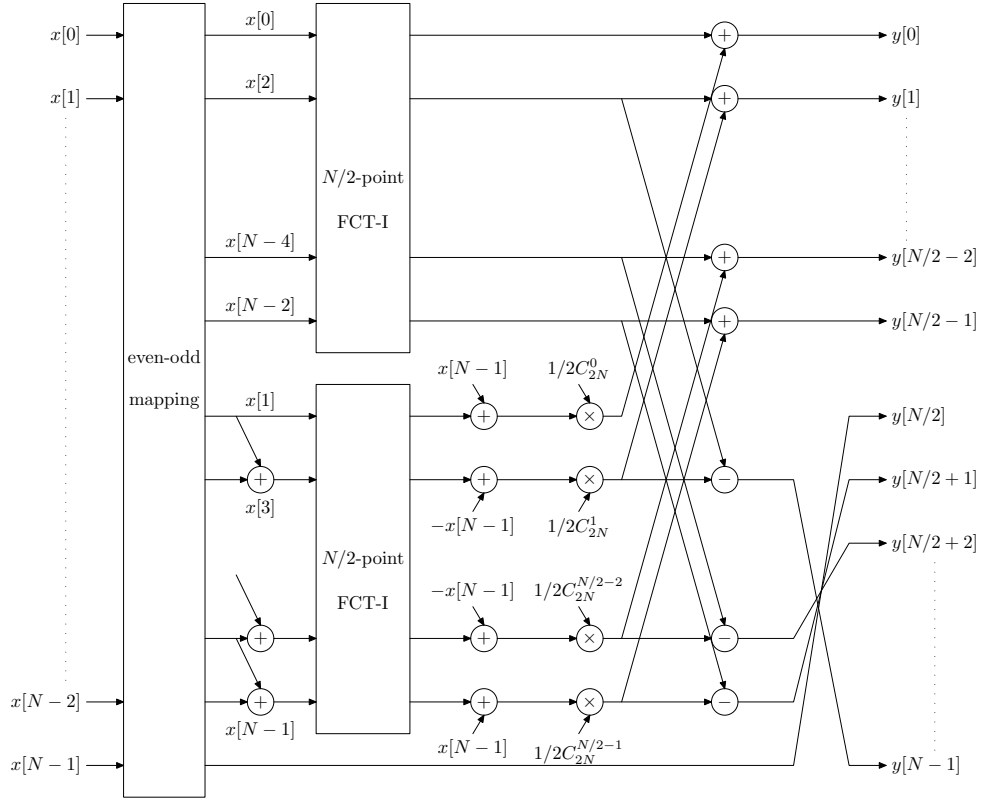 x[0]
x[0]
y[0]
+
x[1]
x[2]
y[1]
+
N/2-point
FCT-I
x[N − 4]
+
y[N/2 − 2]
x[N − 2]
+
y[N/2 − 1]
even-odd
mapping
x[N − 1]
1/2C_{2N}^{0}
x[1]
+
×
y[N/2]
+
+
×
−
y[N/2 + 1]
x[3]
−x[N − 1]
1/2C_{2N}^{1}
y[N/2 + 2]
N/2-point
FCT-I
−x[N − 1]
1/2C_{2N}^{N/2−2}
+
+
×
−
x[N − 2]
+
+
×
−
x[N − 1]
x[N − 1]
1/2C_{2N}^{N/2−1}
x[N − 1]
y[N − 1]